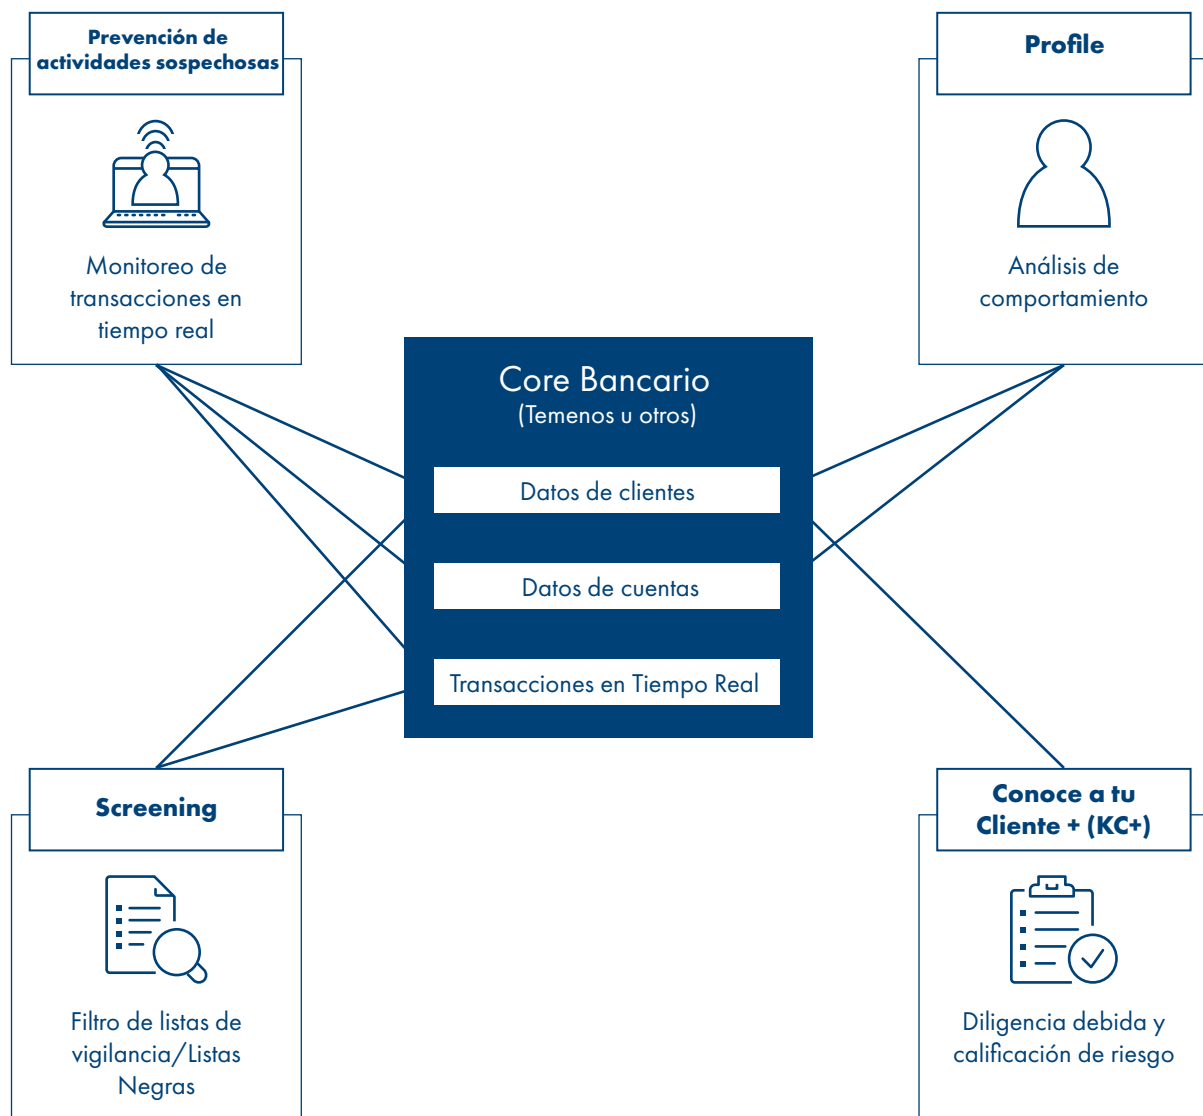 Prevención de
actividades sospechosas
Monitoreo de
transacciones en
tiempo real
Profile
Análisis de
comportamiento
Core Bancario
(Temenos u otros)
Datos de clientes
Datos de cuentas
Transacciones en Tiempo Real
Screening
Filtro de listas de
vigilancia/Listas
Negras
Conoce a tu
Cliente + (KC+)
Diligencia debida y
calificación de riesgo